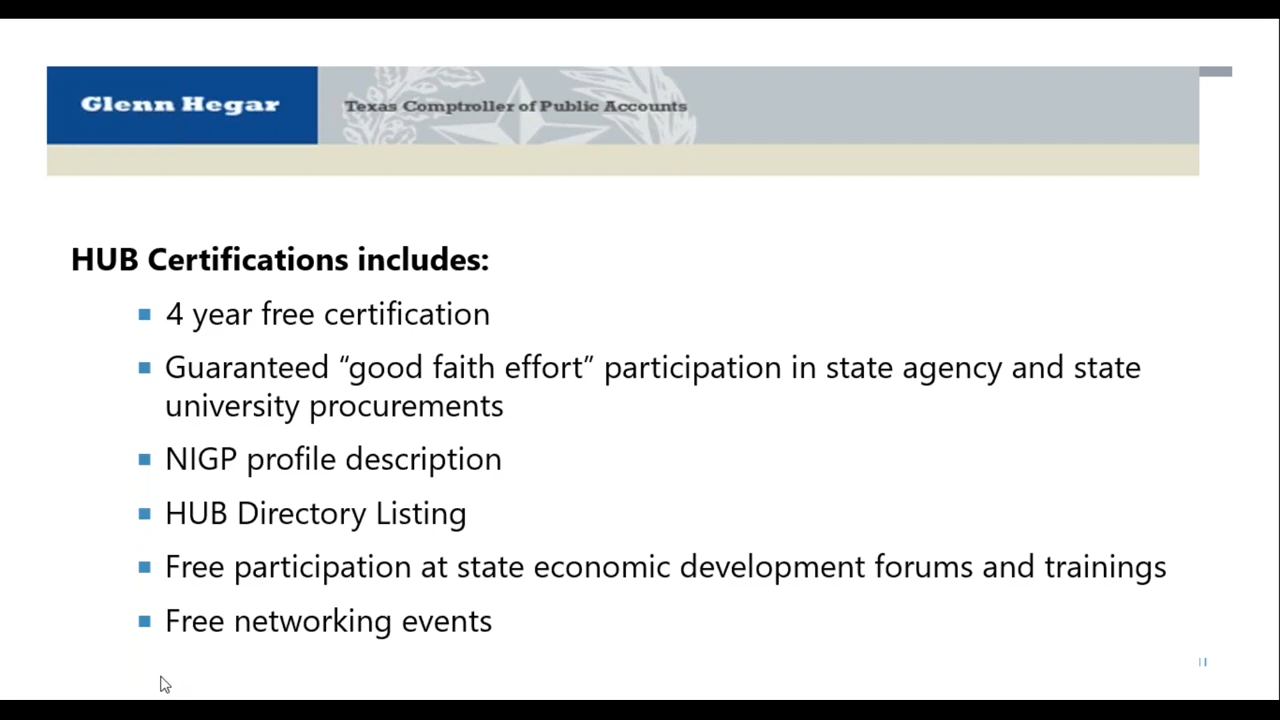 Glenn Hegar
Texas Comptroller of Public Accounts
HUB Certifications includes:
4 year free certification
Guaranteed “good faith effort” participation in state agency and state
university procurements
NIGP profile description
HUB Directory Listing
Free participation at state economic development forums and trainings
Free networking events
11